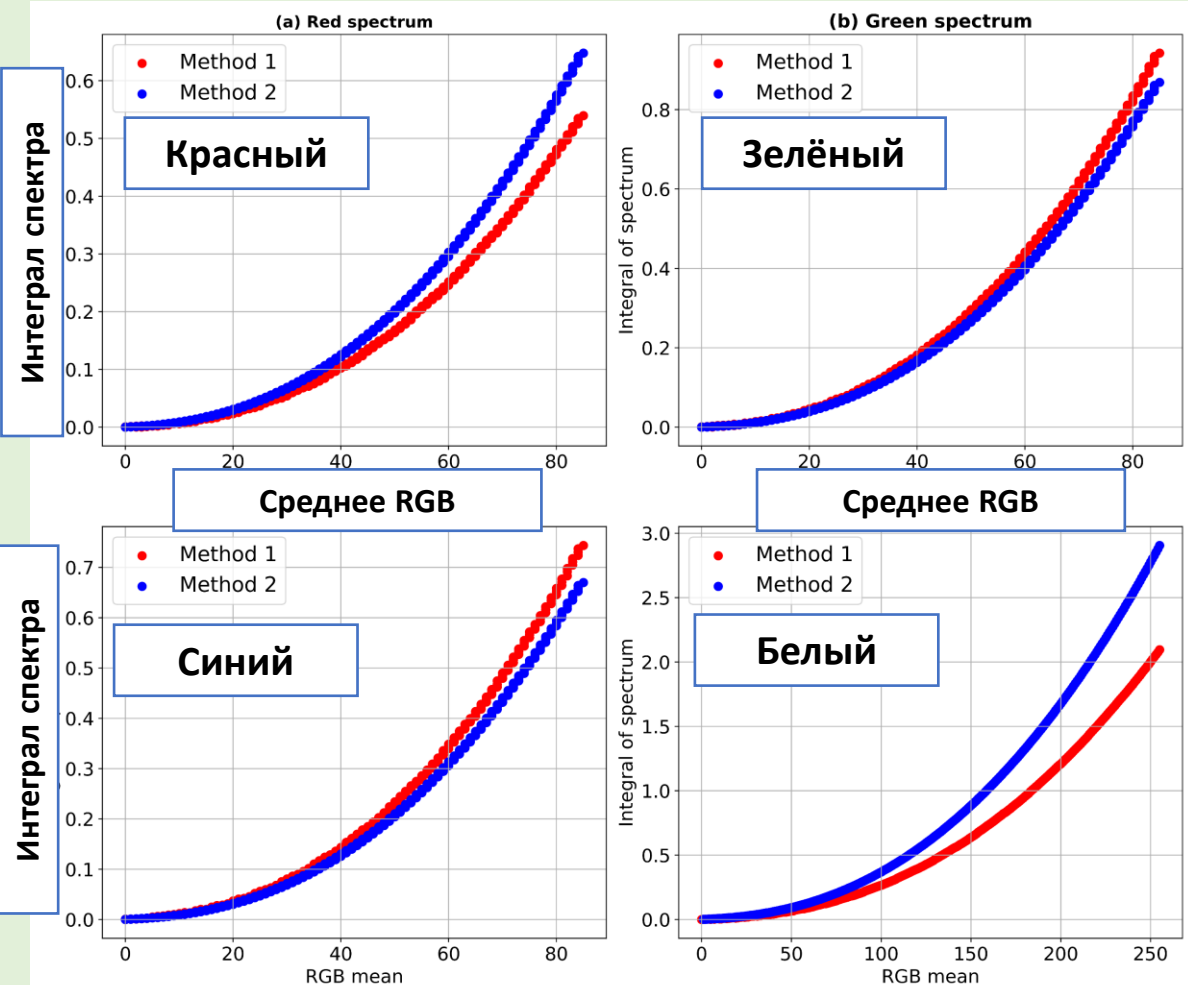 (a) Red spectrum
Method 1
Method 2
Красный
Интеграл спектра
0.6
0.5
0.4
0.3
0.2
0.1
0.0
0 20 40 60 80
Среднее RGB
(b) Green spectrum
Method 1
Method 2
Зелёный
Integral of spectrum
0.8
0.6
0.4
0.2
0.0
0 20 40 60 80
Среднее RGB
Method 1
Method 2
Синий
Интеграл спектра
0.7
0.6
0.5
0.4
0.3
0.2
0.1
0.0
0 20 40 60 80
RGB mean
Method 1
Method 2
Белый
Integral of spectrum
3.0
2.5
2.0
1.5
1.0
0.5
0.0
0 50 100 150 200 250
RGB mean